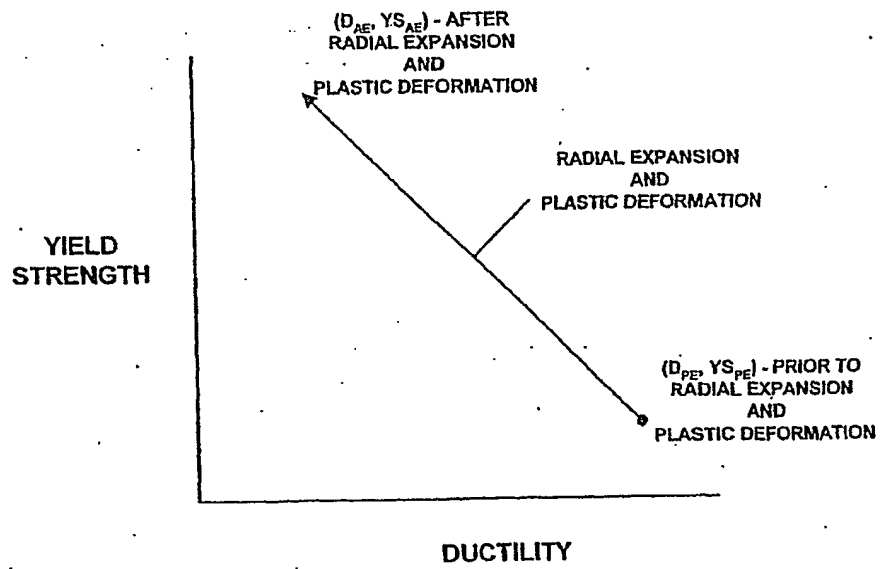 (D_AE, YS_AE) - AFTER
RADIAL EXPANSION
AND
PLASTIC DEFORMATION
RADIAL EXPANSION
AND
PLASTIC DEFORMATION
YIELD
STRENGTH
(D_PE, YS_PE) - PRIOR TO
RADIAL EXPANSION
AND
PLASTIC DEFORMATION
DUCTILITY